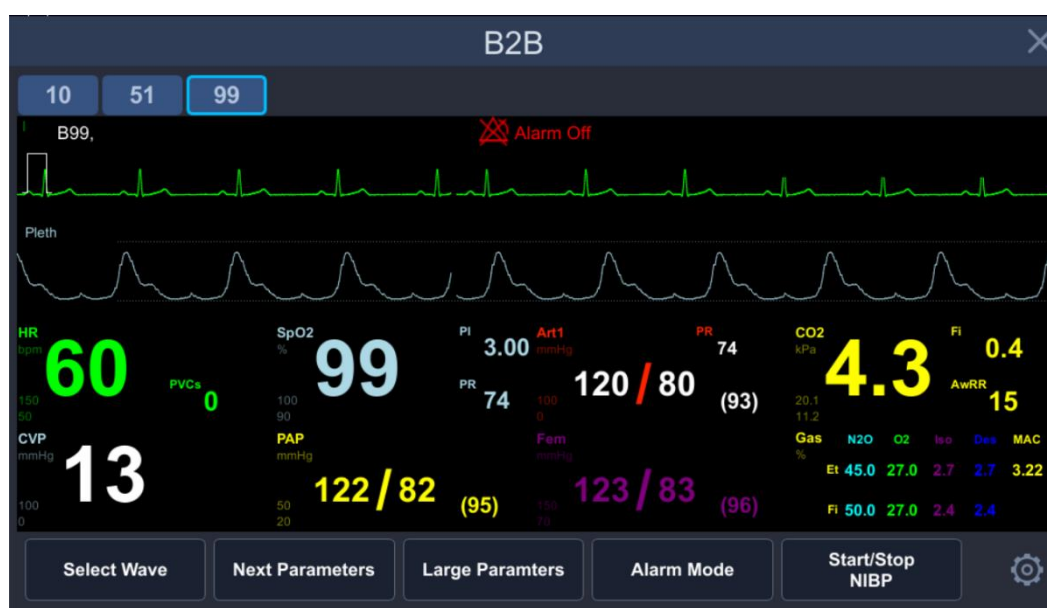 B2B
10 51 99
B99,
Alarm Off
Pleth
HR
bpm
60
150
50
PVCs
0
SpO2
%
99
100
90
PI
3.00
PR
74
Art1
mmHg
120 / 80
(93)
100
0
PR
74
CO2
kPa
4.3
20.1
11.2
Fi
0.4
AwRR
15
CVP
mmHg
13
100
0
PAP
mmHg
122 / 82
(95)
50
20
Fem
mmHg
123 / 83
(96)
150
70
Gas N2O O2 Iso Des MAC
%
Et 45.0 27.0 2.7 2.7 3.22
Fi 50.0 27.0 2.4 2.4
Select Wave
Next Parameters
Large Paramters
Alarm Mode
Start/Stop
NIBP